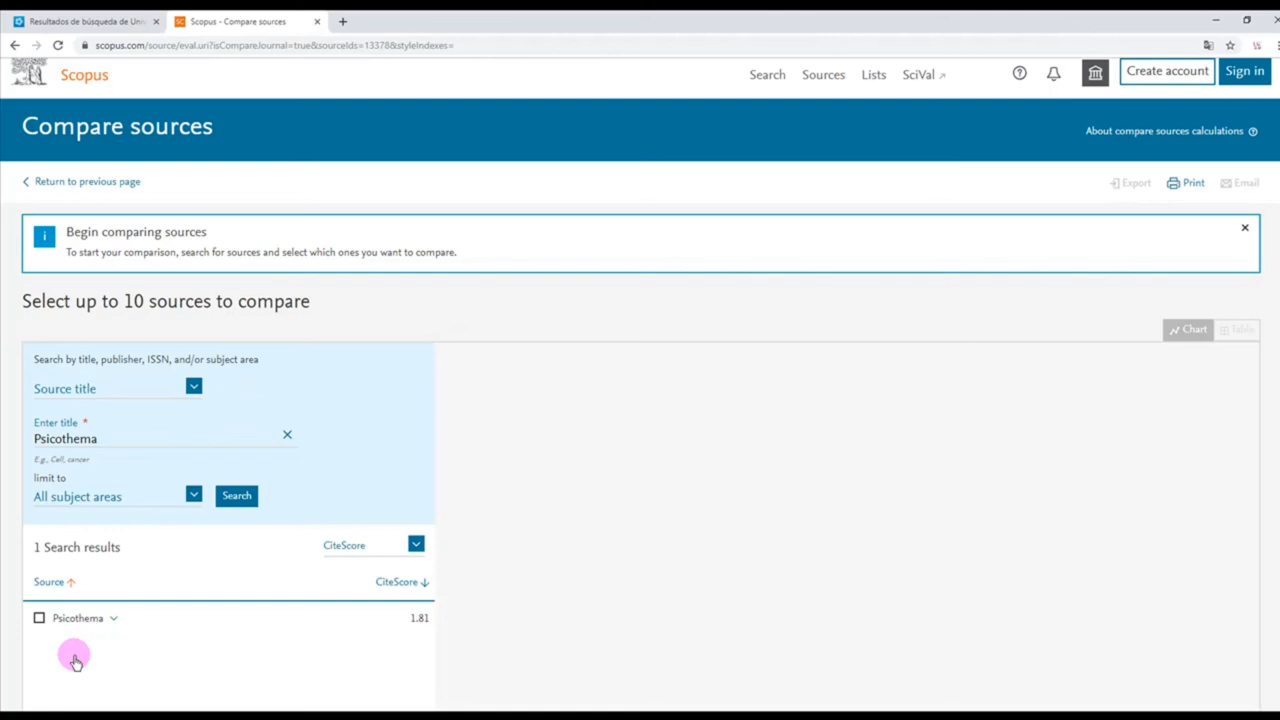 Resultados de búsqueda de Uni
Scopus - Compare sources
scopus.com/source/eval.uri?isCompareJournal=true&sourceIds=13378&styleIndexes=
Scopus
Search
Sources
Lists
SciVal
Create account
Sign in
Compare sources
About compare sources calculations
Return to previous page
Export
Print
Email
Begin comparing sources
To start your comparison, search for sources and select which ones you want to compare.
Select up to 10 sources to compare
Chart
Table
Search by title, publisher, ISSN, and/or subject area
Source title
Enter title *
Psicothema
E.g., Cell, cancer
limit to
All subject areas
Search
1 Search results
CiteScore
Source
CiteScore
Psicothema
1.81